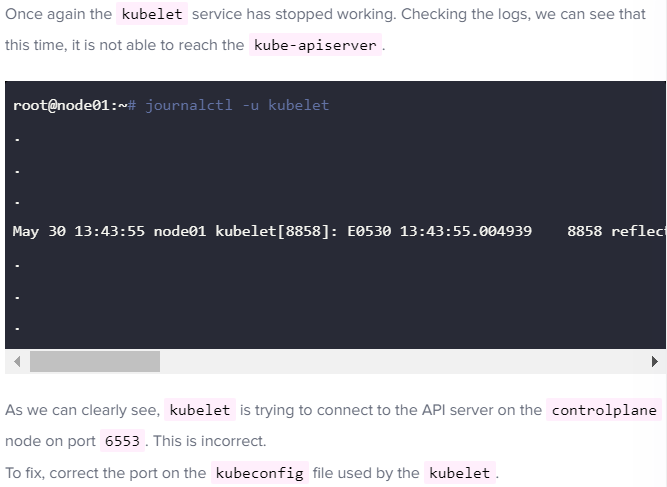 Once again the kubelet service has stopped working. Checking the logs, we can see that
this time, it is not able to reach the kube-apiserver.
root@node01:~# journalctl -u kubelet
.
.
.
May 30 13:43:55 node01 kubelet[8858]: E0530 13:43:55.004939    8858 reflect
.
.
.
As we can clearly see, kubelet is trying to connect to the API server on the controlplane
node on port 6553. This is incorrect.
To fix, correct the port on the kubeconfig file used by the kubelet.